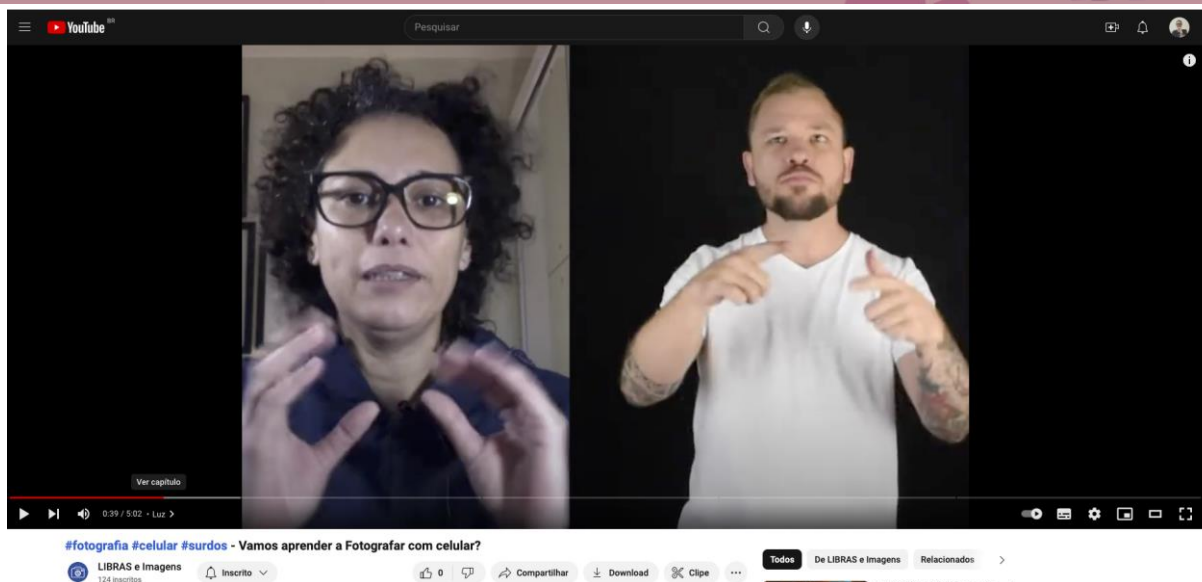 YouTube BR
Pesquisar
Ver capítulo
0:39 / 5:02 • Luz >
#fotografia #celular #surdos - Vamos aprender a Fotografar com celular?
LIBRAS e Imagens
124 inscritos
Inscrito
0
Compartilhar
Download
Clipe
...
Todos
De LIBRAS e Imagens
Relacionados